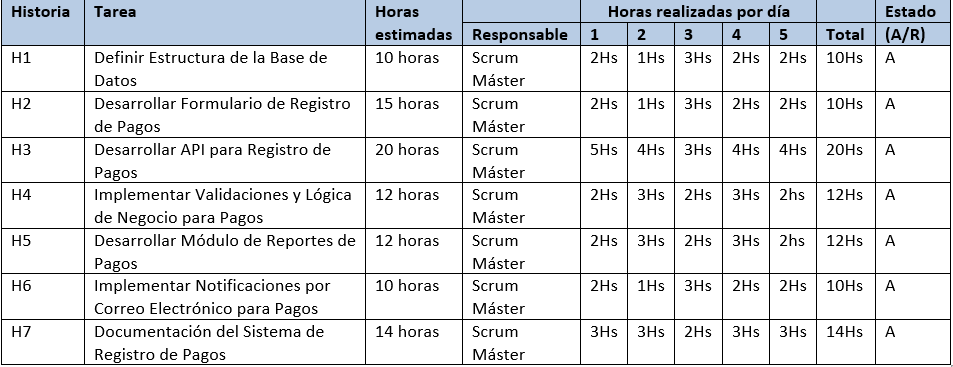 Historia Tarea Horas estimadas Responsable Horas realizadas por día Total Estado (A/R)
1 2 3 4 5
H1 Definir Estructura de la Base de Datos 10 horas Scrum Máster 2Hs 1Hs 3Hs 2Hs 2Hs 10Hs A
H2 Desarrollar Formulario de Registro de Pagos 15 horas Scrum Máster 2Hs 1Hs 3Hs 2Hs 2Hs 10Hs A
H3 Desarrollar API para Registro de Pagos 20 horas Scrum Máster 5Hs 4Hs 3Hs 4Hs 4Hs 20Hs A
H4 Implementar Validaciones y Lógica de Negocio para Pagos 12 horas Scrum Máster 2Hs 3Hs 2Hs 3Hs 2hs 12Hs A
H5 Desarrollar Módulo de Reportes de Pagos 12 horas Scrum Máster 2Hs 3Hs 2Hs 3Hs 2hs 12Hs A
H6 Implementar Notificaciones por Correo Electrónico para Pagos 10 horas Scrum Máster 2Hs 1Hs 3Hs 2Hs 2Hs 10Hs A
H7 Documentación del Sistema de Registro de Pagos 14 horas Scrum Máster 3Hs 3Hs 2Hs 3Hs 3Hs 14Hs A